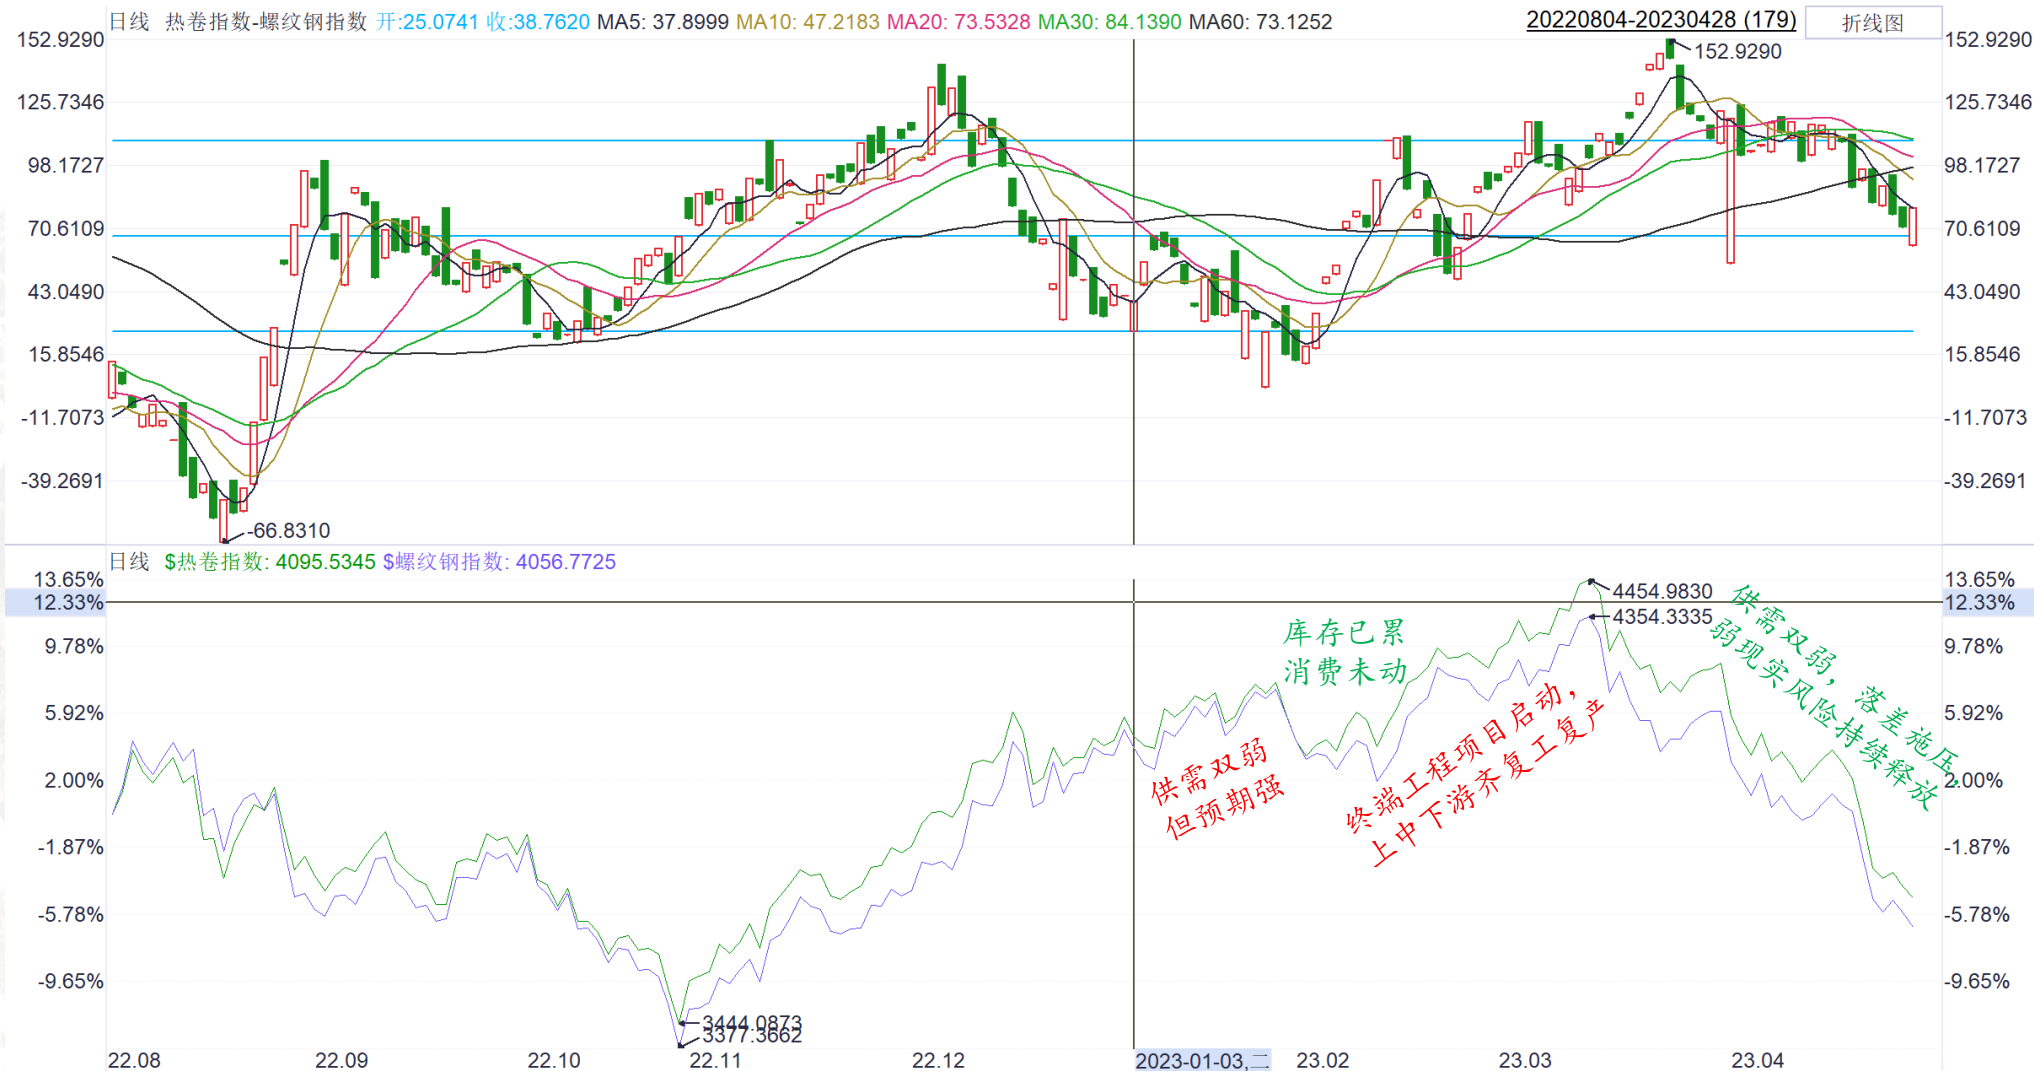 日线 热卷指数-螺纹钢指数 开:25.0741 收:38.7620 MA5: 37.8999 MA10: 47.2183 MA20: 73.5328 MA30: 84.1390 MA60: 73.1252
20220804-20230428 (179)
折线图
152.9290 152.9290
152.9290
125.7346 125.7346
98.1727 98.1727
70.6109 70.6109
43.0490 43.0490
15.8546 15.8546
-11.7073 -11.7073
-39.2691 -39.2691
-66.8310
日线 $热卷指数: 4095.5345 $螺纹钢指数: 4056.7725
13.65% 13.65%
12.33% 12.33%
4454.9830
4354.3335
9.78% 9.78%
5.92% 5.92%
2.00% 2.00%
-1.87% -1.87%
-5.78% -5.78%
-9.65% -9.65%
库存已累
消费未动
供需双弱
但预期强
终端工程项目启动，
上中下游齐复工复产
供需双弱，落差施压，
弱现实风险持续释放
3444.0873
3377.3662
22.08 22.09 22.10 22.11 22.12 2023-01-03,二 23.02 23.03 23.04